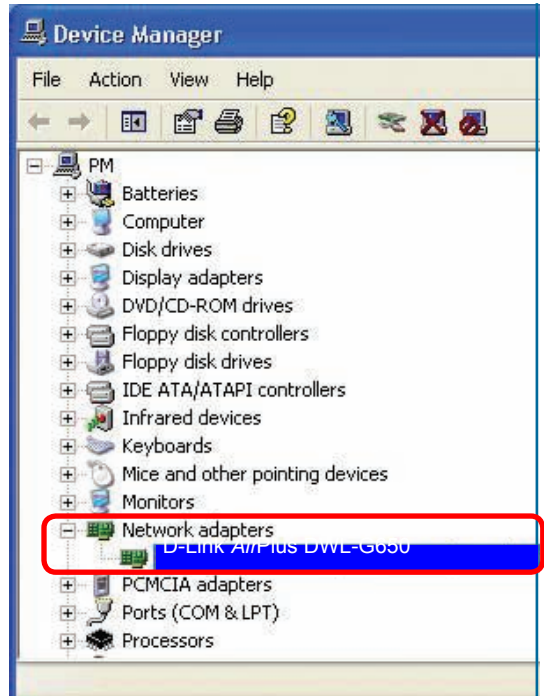 Device Manager
File Action View Help
PM
Batteries
Computer
Disk drives
Display adapters
DVD/CD-ROM drives
Floppy disk controllers
Floppy disk drives
IDE ATA/ATAPI controllers
Infrared devices
Keyboards
Mice and other pointing devices
Monitors
Network adapters
D-Link AirPlus DWL-G650
PCMCIA adapters
Ports (COM & LPT)
Processors